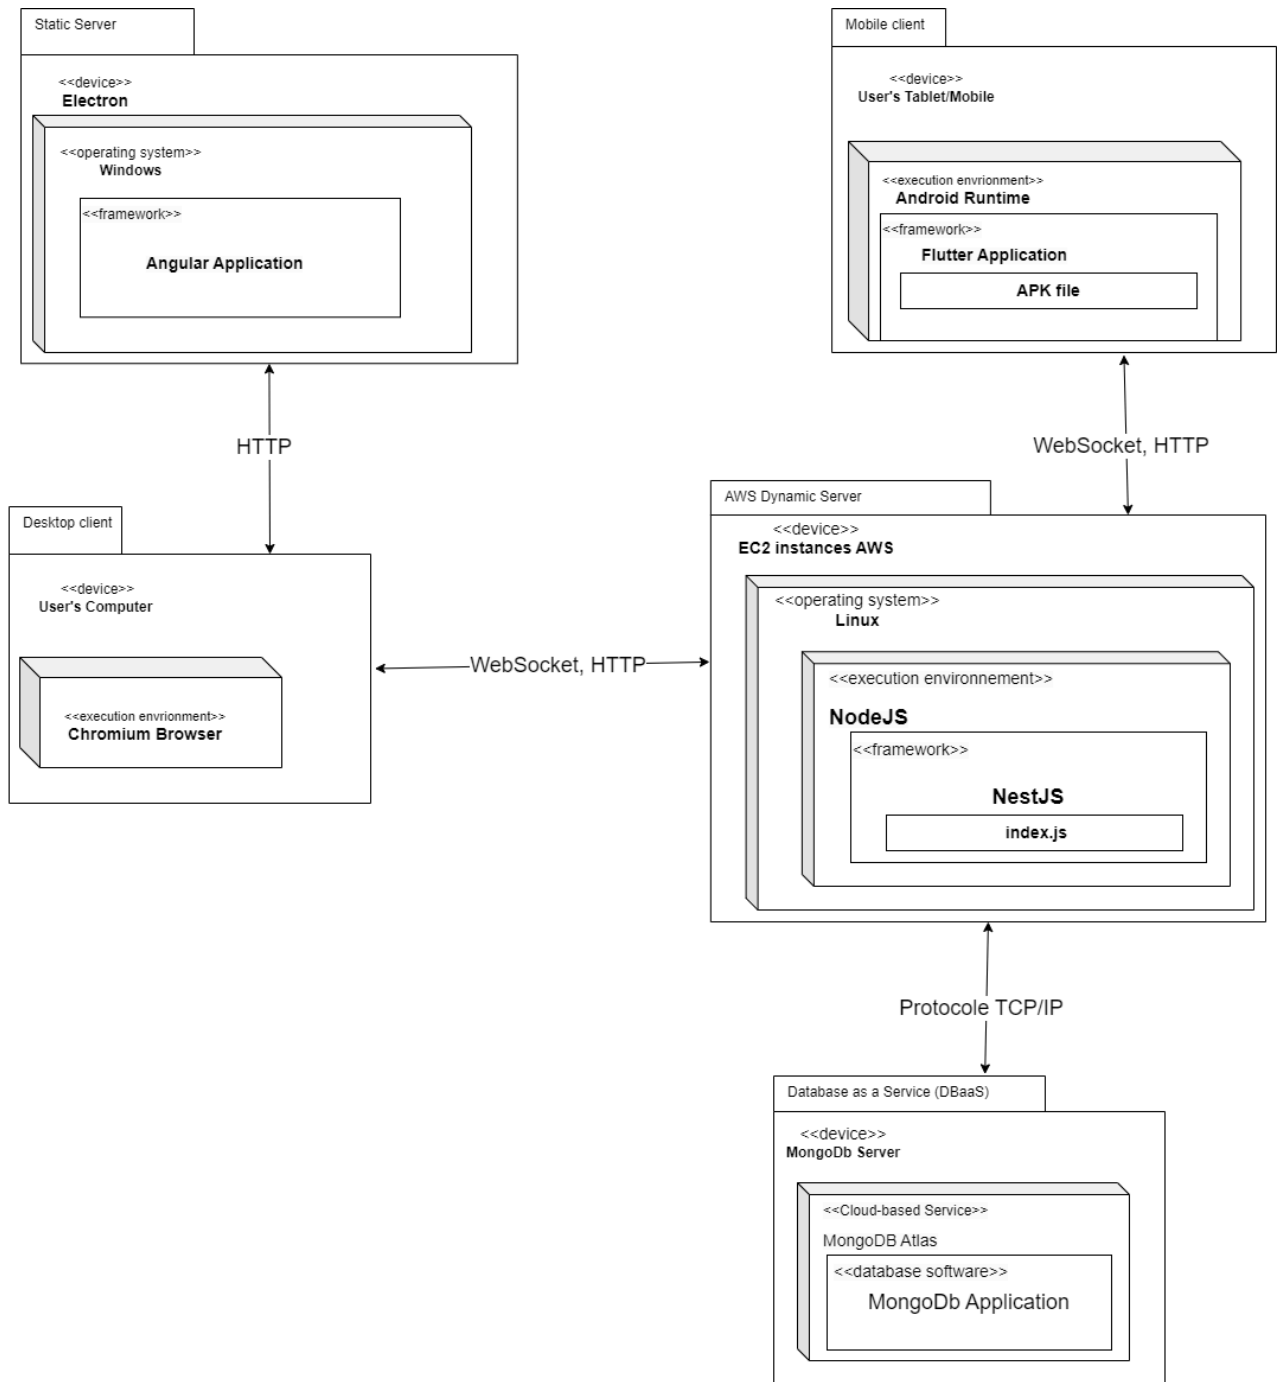 Static Server
<<device>>
Electron
<<operating system>>
Windows
<<framework>>
Angular Application
Mobile client
<<device>>
User's Tablet/Mobile
<<execution envrionment>>
Android Runtime
<<framework>>
Flutter Application
APK file
HTTP
WebSocket, HTTP
Desktop client
<<device>>
User's Computer
<<execution envrionment>>
Chromium Browser
WebSocket, HTTP
AWS Dynamic Server
<<device>>
EC2 instances AWS
<<operating system>>
Linux
<<execution environnement>>
NodeJS
<<framework>>
NestJS
index.js
Protocole TCP/IP
Database as a Service (DBaaS)
<<device>>
MongoDb Server
<<Cloud-based Service>>
MongoDB Atlas
<<database software>>
MongoDb Application